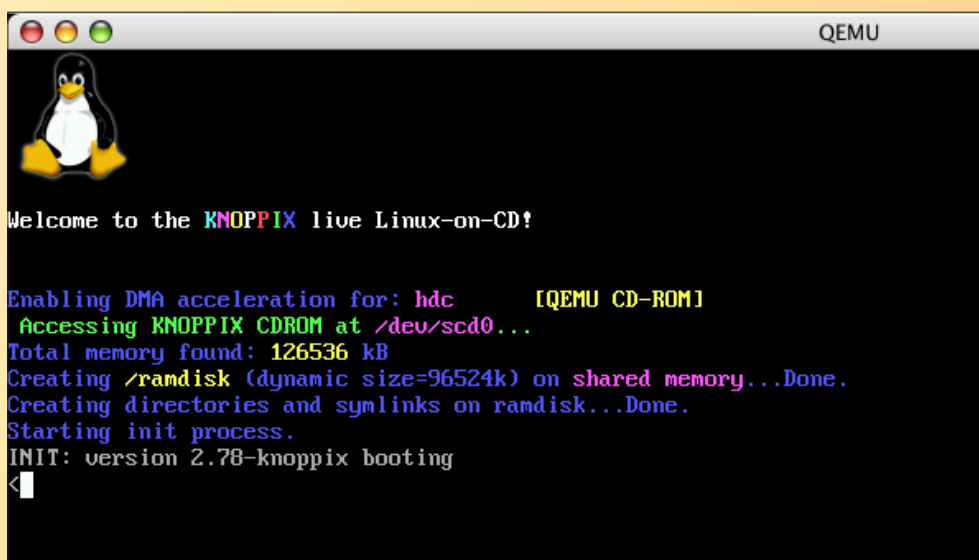 QEMU
Welcome to the KNOPPIX live Linux-on-CD!
Enabling DMA acceleration for: hdc [QEMU CD-ROM]
Accessing KNOPPIX CDROM at /dev/scd0...
Total memory found: 126536 kB
Creating /ramdisk (dynamic size=96524k) on shared memory...Done.
Creating directories and symlinks on ramdisk...Done.
Starting init process.
INIT: version 2.78-knoppix booting
<